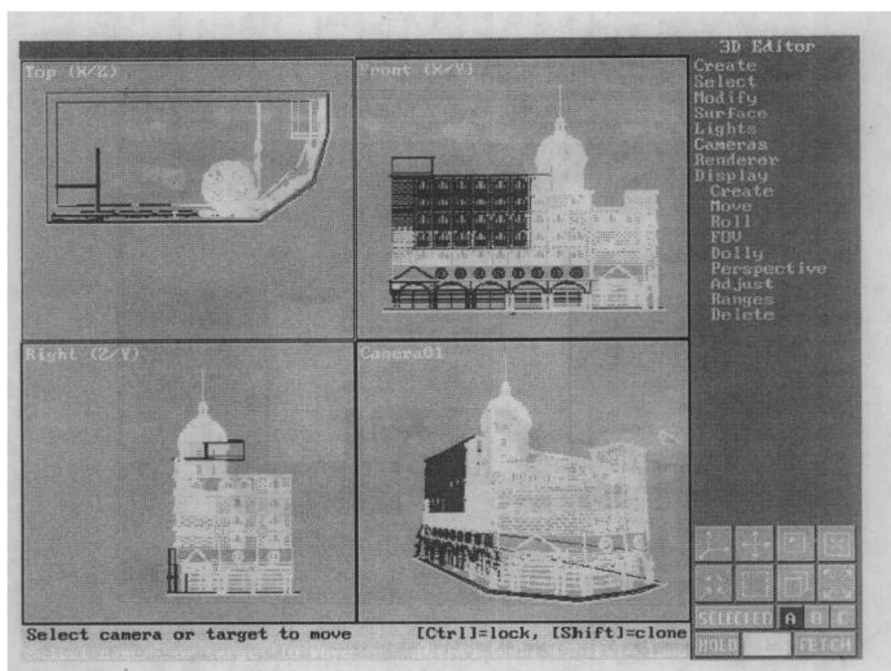 3D Editor
Top (X/Z)
Front (X/Y)
Create
Select
Modify
Surface
Lights
Cameras
Renderer
Display
Create
Move
Roll
FOV
Dolly
Perspective
Adjust
Ranges
Delete
Right (Z/Y)
Camera01
SELECTED A B C
HOLD FETCH
Select camera or target to move [Ctrl]=lock, [Shift]=clone